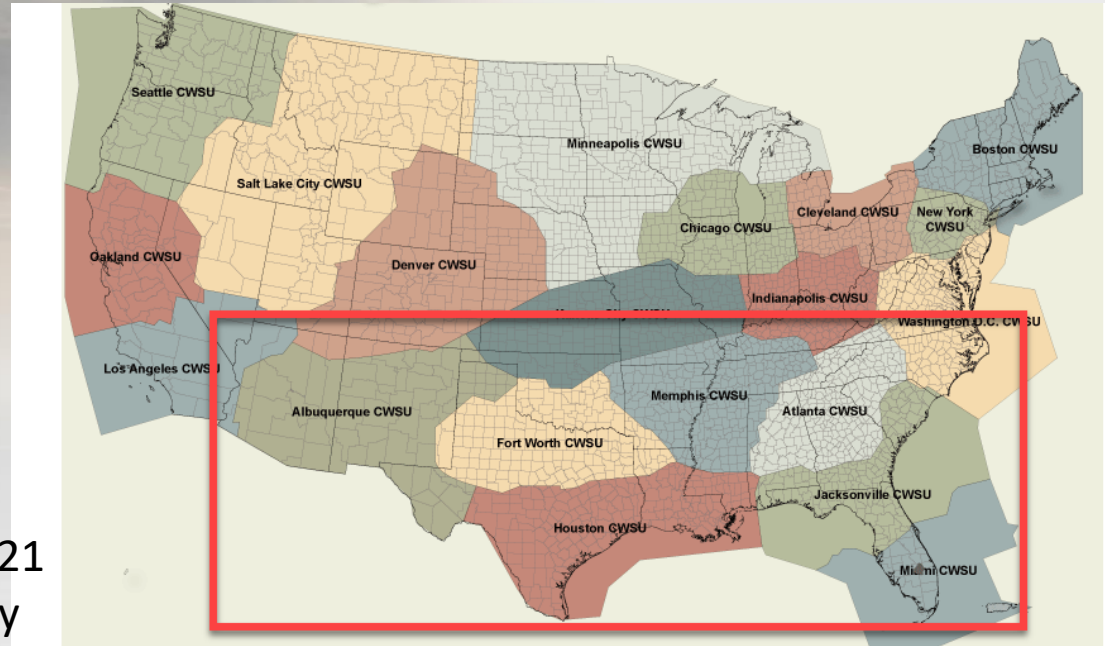 Seattle CWSU
Minneapolis CWSU
Boston CWSU
Salt Lake City CWSU
Cleveland CWSU
New York
CWSU
Chicago CWSU
Oakland CWSU
Denver CWSU
Indianapolis CWSU
Washington D.C. CWSU
Los Angeles CWSU
Memphis CWSU
Albuquerque CWSU
Atlanta CWSU
Fort Worth CWSU
Jacksonville CWSU
Houston CWSU
21
Miami CWSU
y